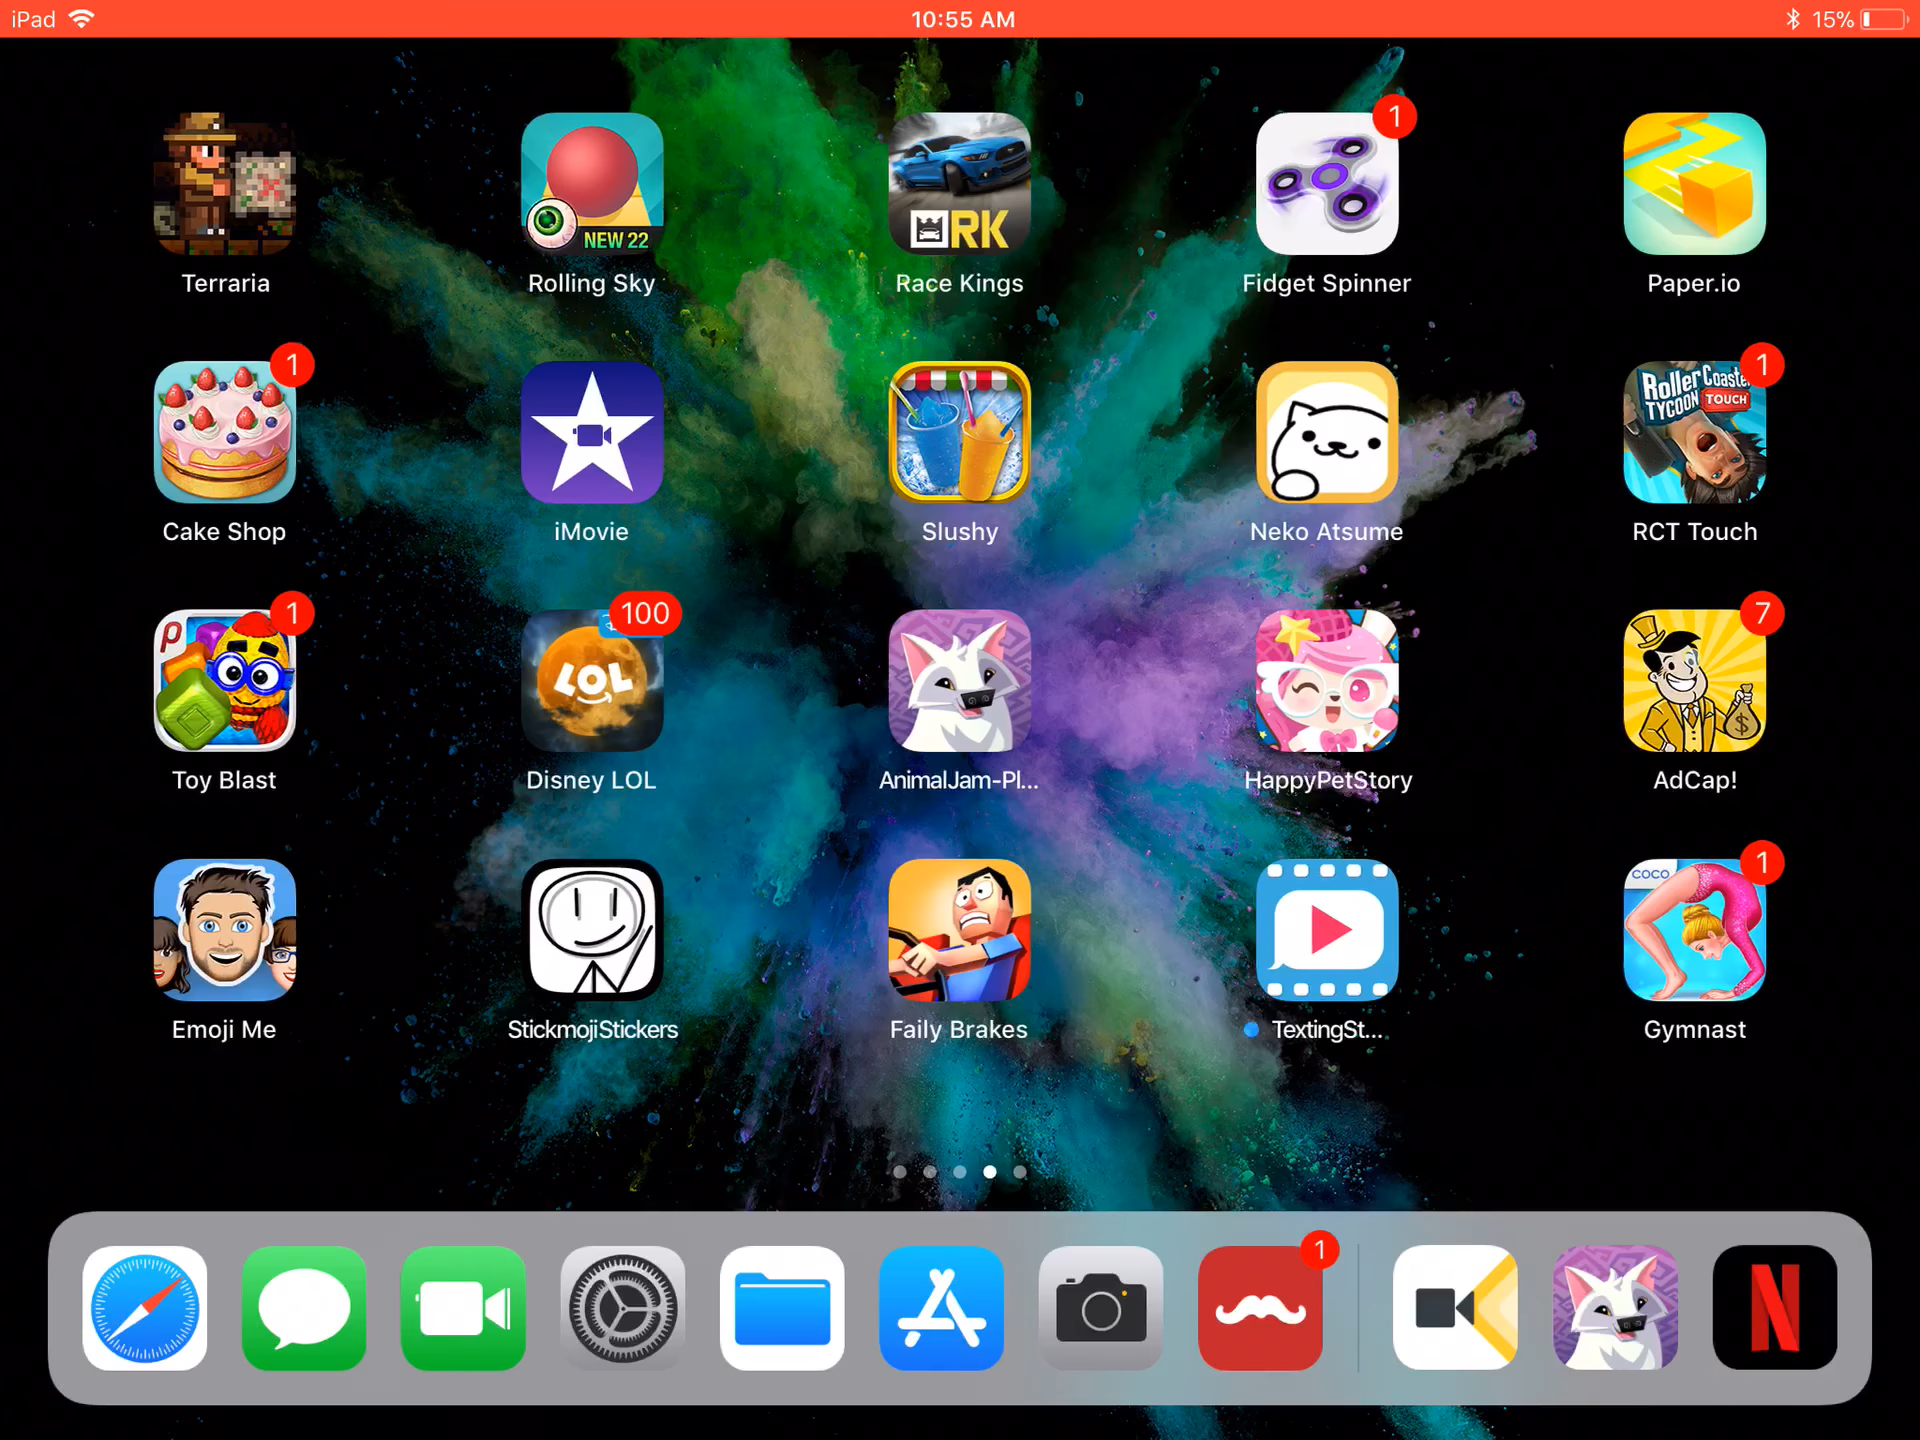 iPad 10:55 AM 15%
1
NEW 22
RK
Terraria Rolling Sky Race Kings Fidget Spinner Paper.io
1 1
RollerCoaste
TYCOON TOUCH
Cake Shop iMovie Slushy Neko Atsume RCT Touch
1 100 7
P
LOL
$
Toy Blast Disney LOL AnimalJam-Pl... HappyPetStory AdCap!
1
COCO
Emoji Me StickmojiStickers Faily Brakes TextingSt... Gymnast
1
N